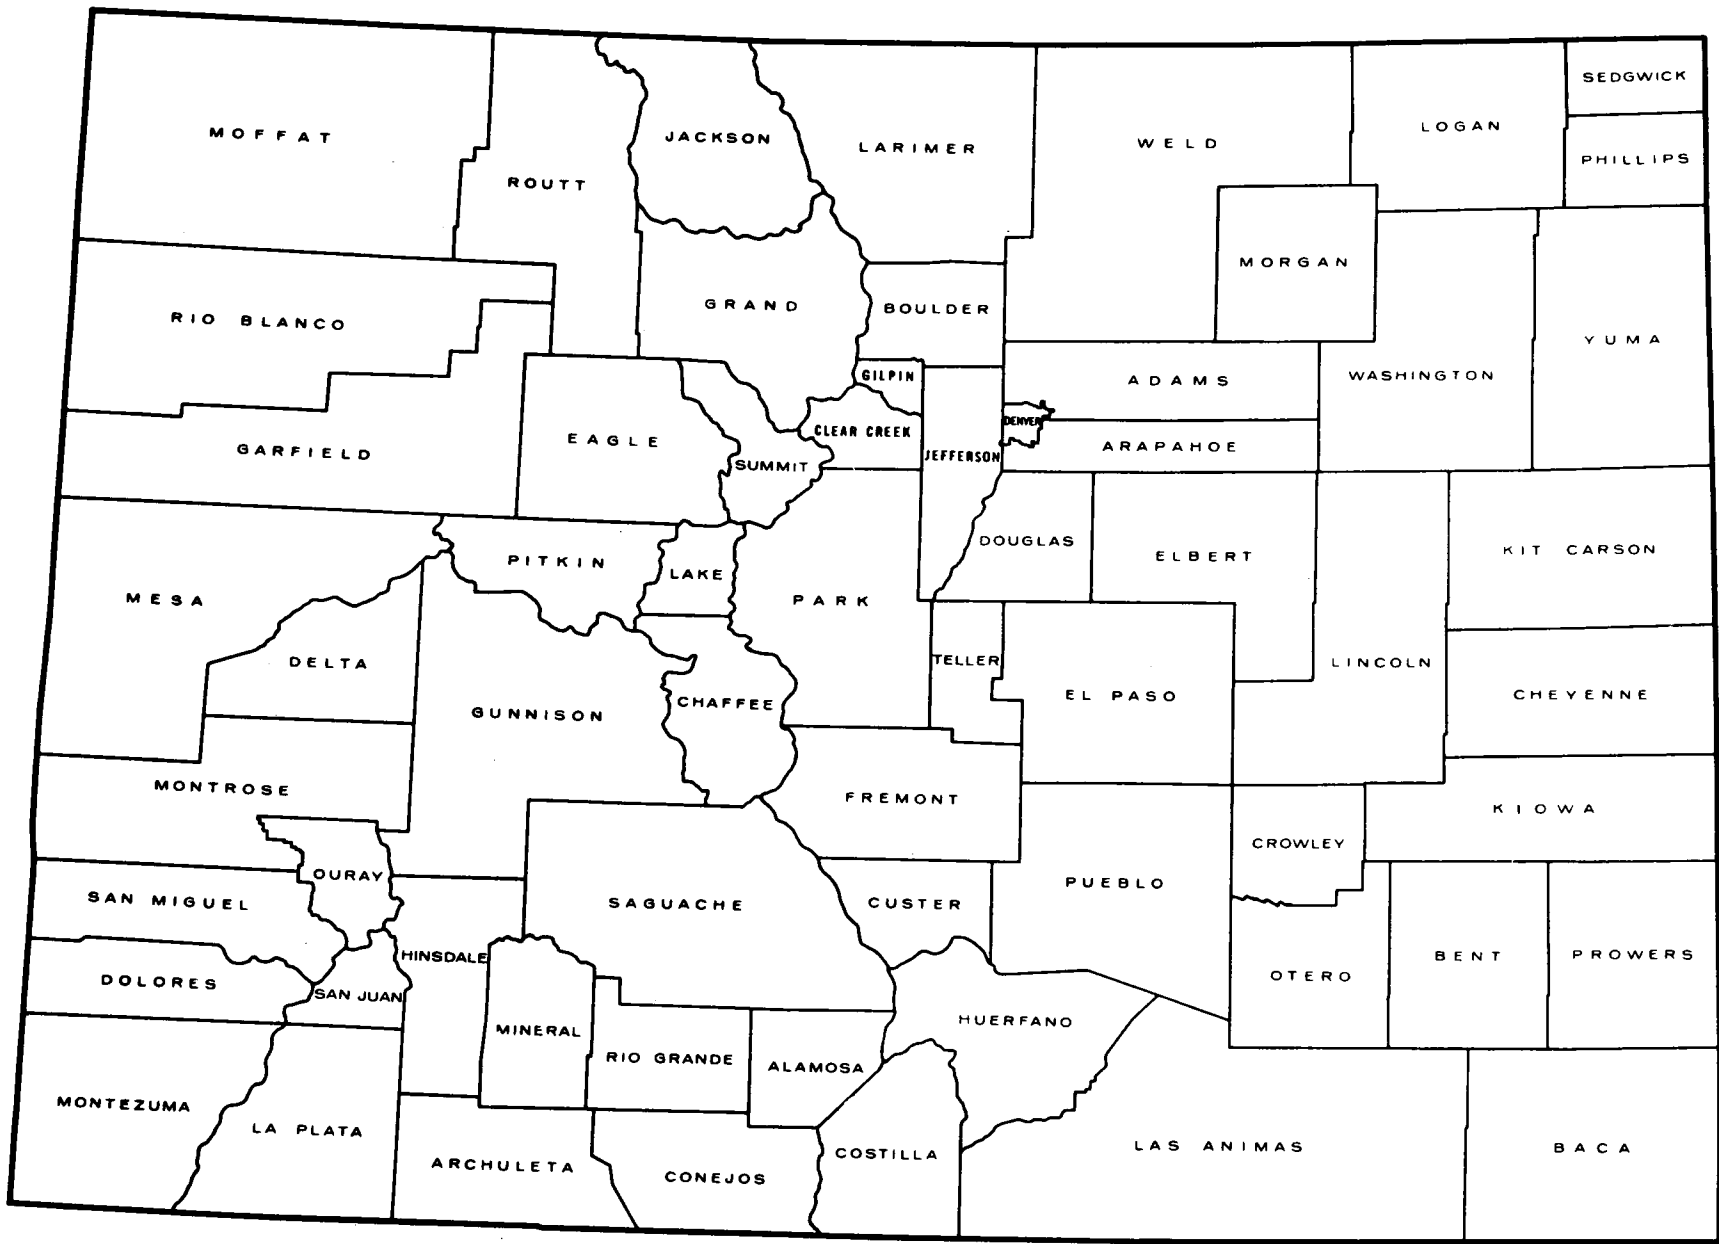 SEDGWICK
MOFFAT
JACKSON
LARIMER
WELD
LOGAN
PHILLIPS
ROUTT
MORGAN
RIO BLANCO
GRAND
BOULDER
YUMA
GILPIN
ADAMS
WASHINGTON
GARFIELD
EAGLE
CLEAR CREEK
DENVER
SUMMIT
JEFFERSON
ARAPAHOE
PITKIN
LAKE
DOUGLAS
ELBERT
KIT CARSON
MESA
PARK
DELTA
TELLER
LINCOLN
GUNNISON
CHAFFEE
EL PASO
CHEYENNE
MONTROSE
FREMONT
KIOWA
CROWLEY
OURAY
PUEBLO
SAN MIGUEL
SAGUACHE
CUSTER
HINSDALE
BENT
PROWERS
DOLORES
SAN JUAN
OTERO
MINERAL
HUERFANO
RIO GRANDE
ALAMOSA
MONTEZUMA
LA PLATA
COSTILLA
LAS ANIMAS
BACA
ARCHULETA
CONEJOS